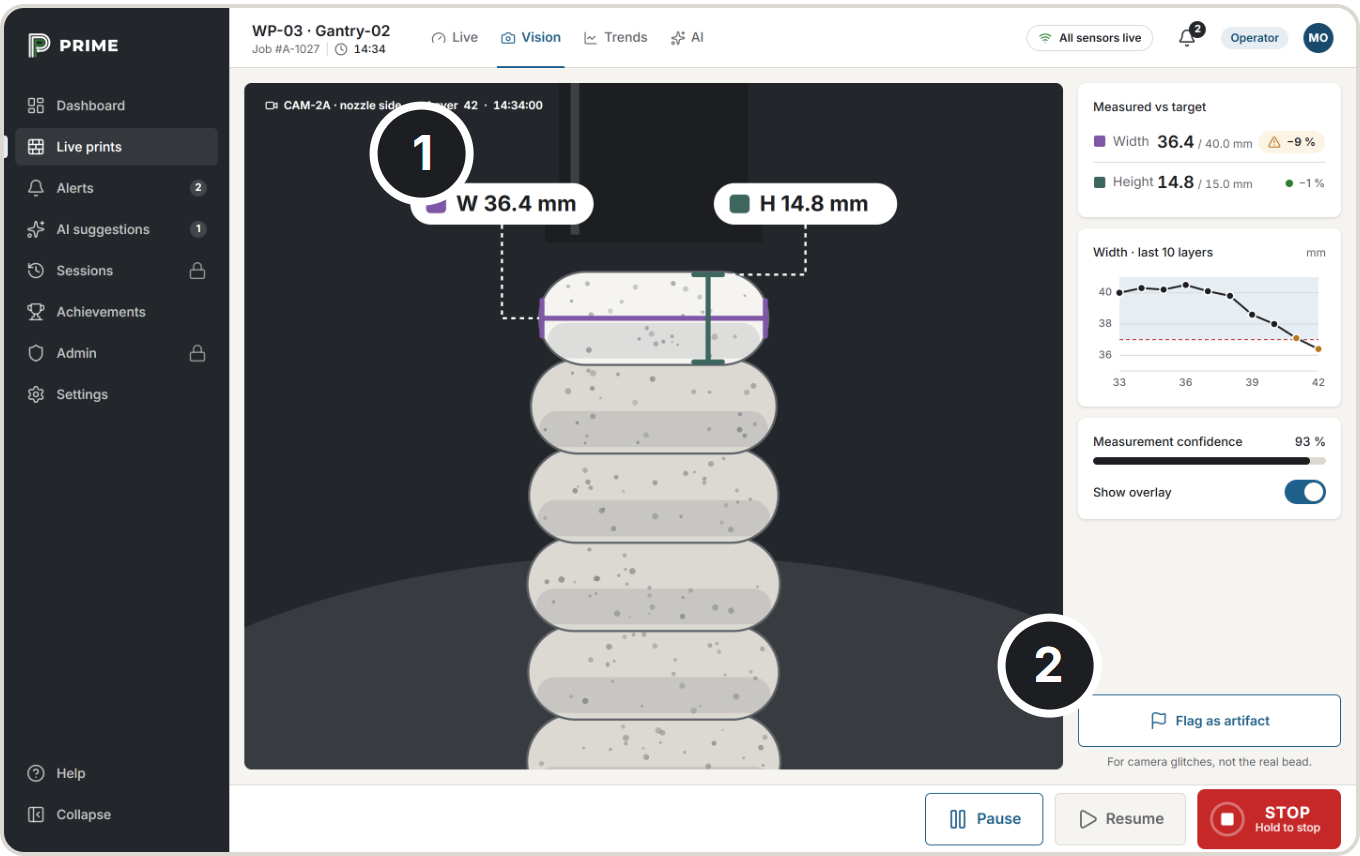 PRIME
Dashboard
Live prints
Alerts 2
AI suggestions 1
Sessions
Achievements
Admin
Settings
Help
Collapse
WP-03 · Gantry-02
Job #A-1027 14:34
Live
Vision
Trends
AI
All sensors live
2
Operator
MO
CAM-2A · nozzle side 42 · 14:34:00
1
W 36.4 mm
H 14.8 mm
2
Measured vs target
Width 36.4 / 40.0 mm −9 %
Height 14.8 / 15.0 mm −1 %
Width · last 10 layers mm
40
38
36
33 36 39 42
Measurement confidence 93 %
Show overlay
Flag as artifact
For camera glitches, not the real bead.
Pause
Resume
STOP
Hold to stop